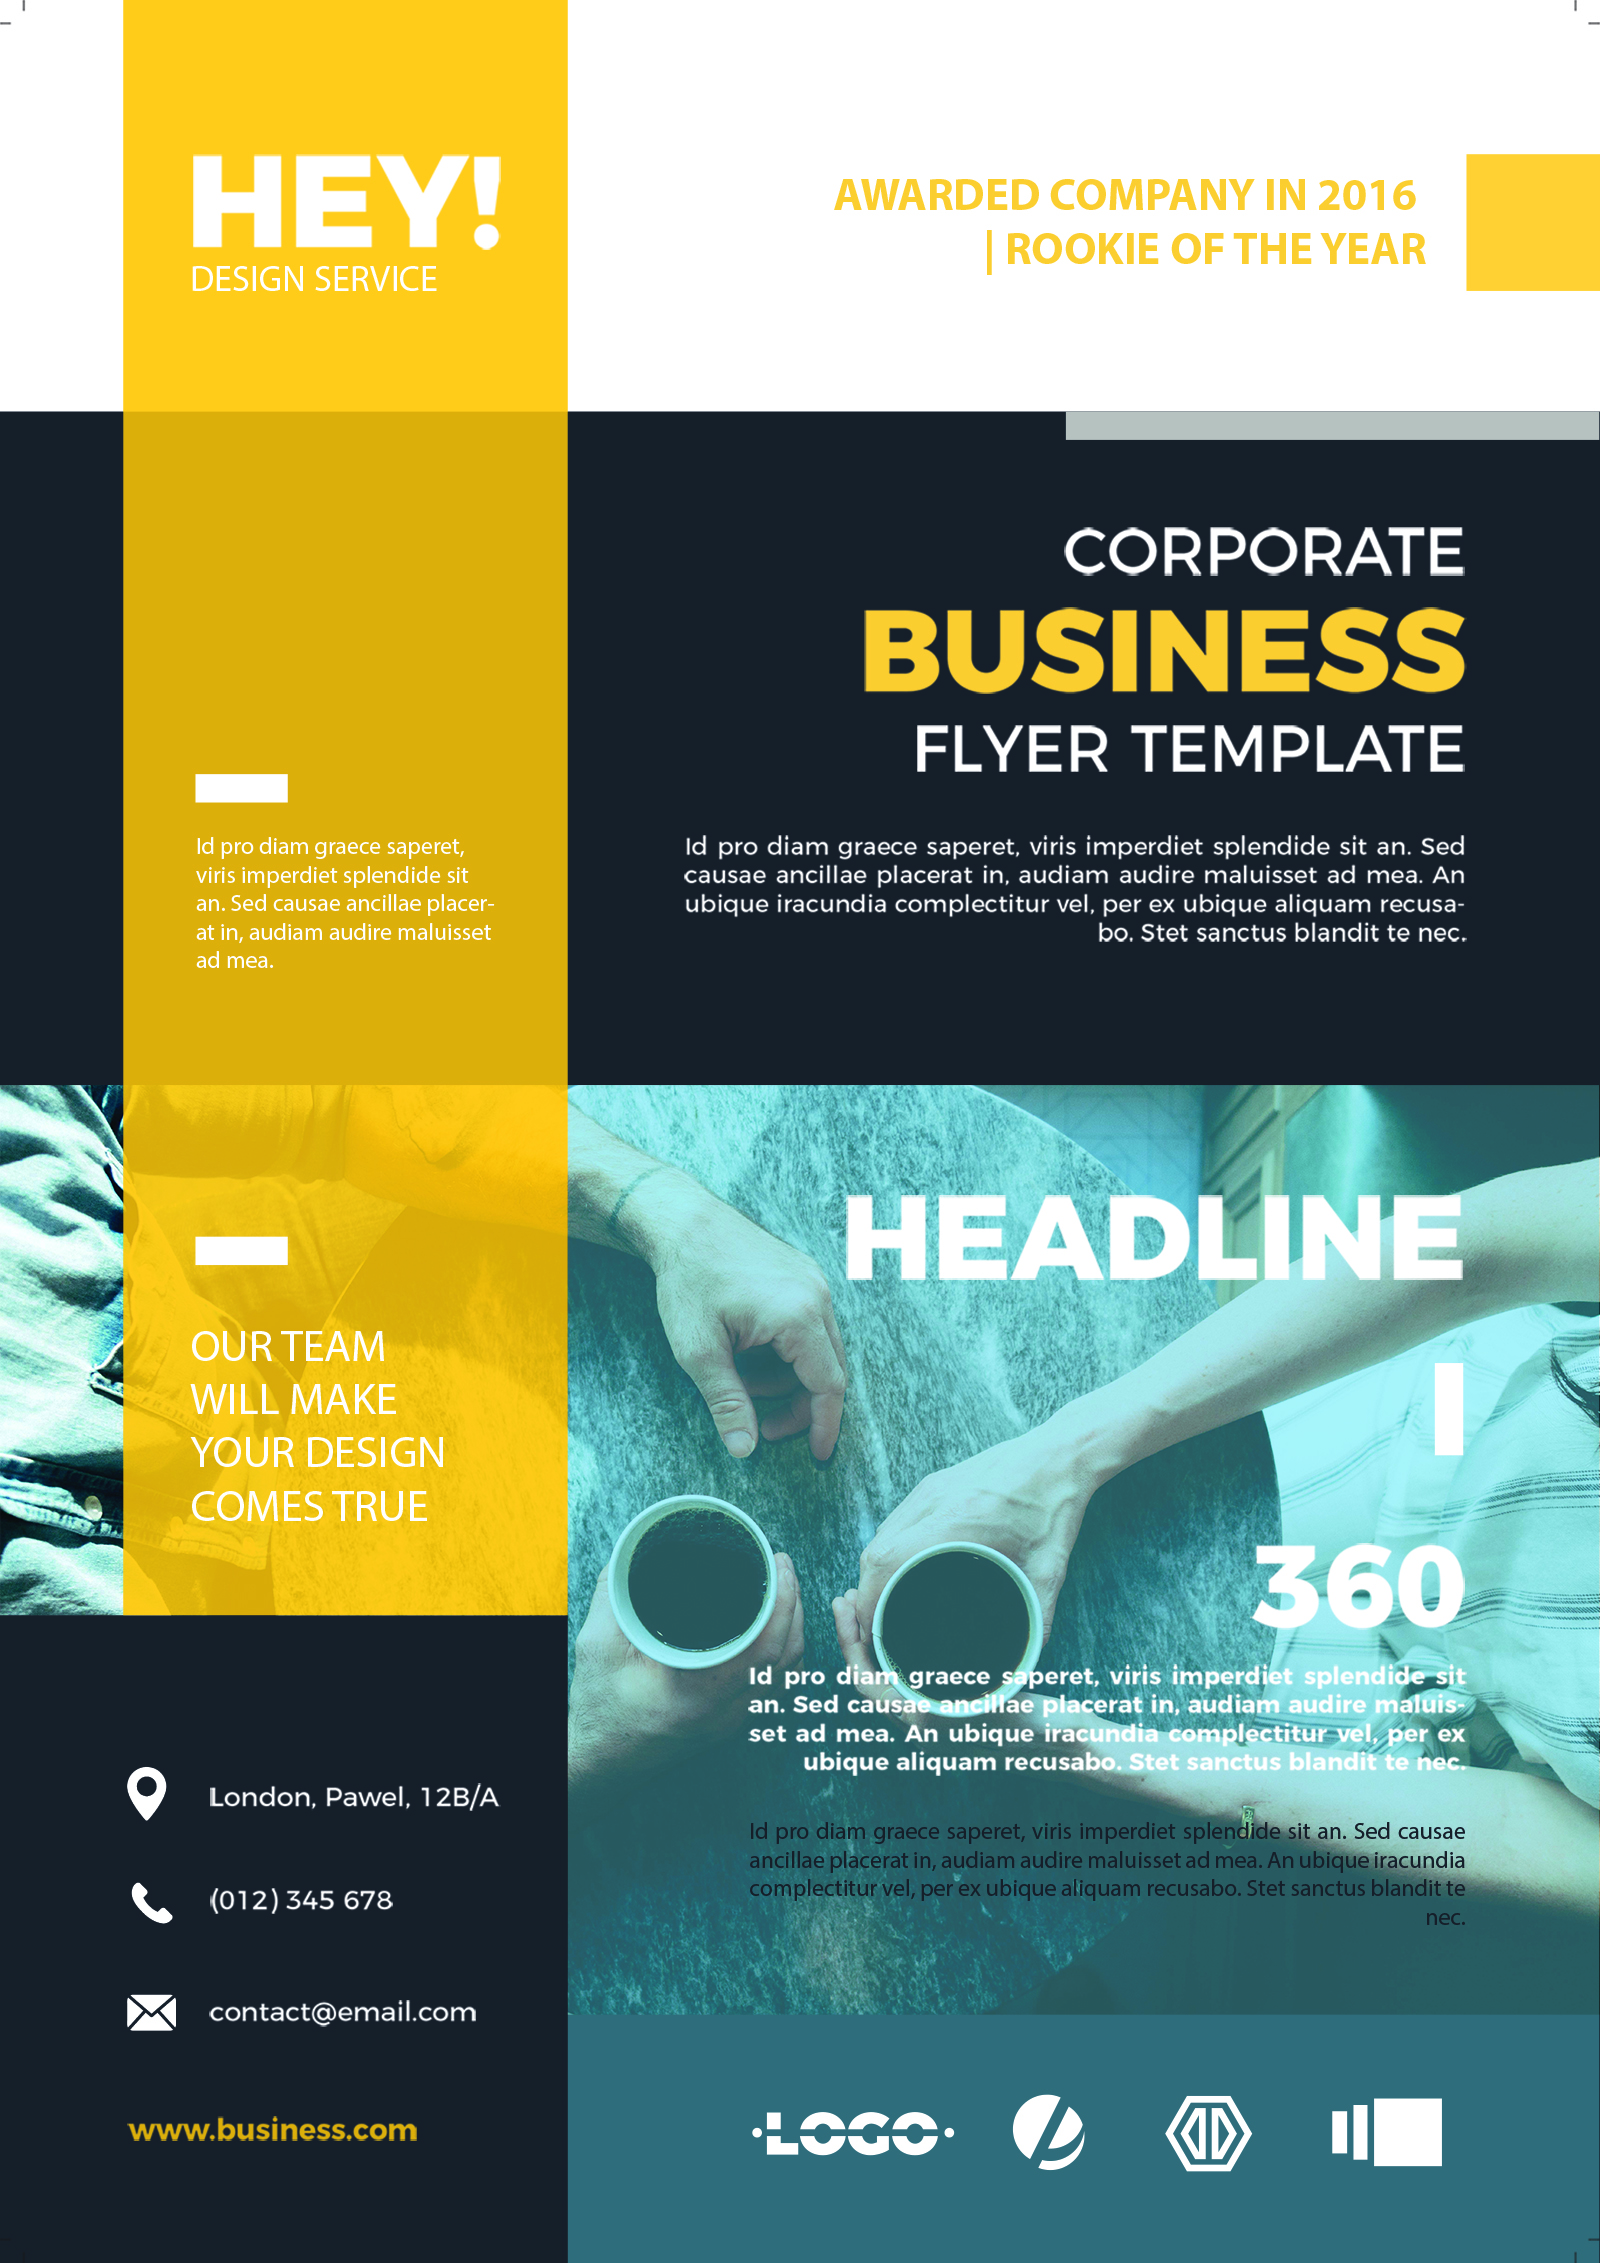 HEY!
DESIGN SERVICE
AWARDED COMPANY IN 2016
| ROOKIE OF THE YEAR
CORPORATE
BUSINESS
FLYER TEMPLATE
Id pro diam graece saperet,
viris imperdiet splendide sit
an. Sed causae ancillae placer-
at in, audiam audire maluisset
ad mea.
Id pro diam graece saperet, viris imperdiet splendide sit an. Sed
causae ancillae placerat in, audiam audire maluisset ad mea. An
ubique iracundia complectitur vel, per ex ubique aliquam recusa-
bo. Stet sanctus blandit te nec.
OUR TEAM
WILL MAKE
YOUR DESIGN
COMES TRUE
HEADLINE
360
Id pro diam graece saperet, viris imperdiet splendide sit
an. Sed causae ancillae placerat in, audiam audire maluis-
set ad mea. An ubique iracundia complectitur vel, per ex
ubique aliquam recusabo. Stet sanctus blandit te nec.
Id pro diam graece saperet, viris imperdiet splendide sit an. Sed causae
ancillae placerat in, audiam audire maluisset ad mea. An ubique iracundia
complectitur vel, per ex ubique aliquam recusabo. Stet sanctus blandit te
nec.
London, Pawel, 12B/A
(012) 345 678
contact@email.com
www.business.com
LOGO